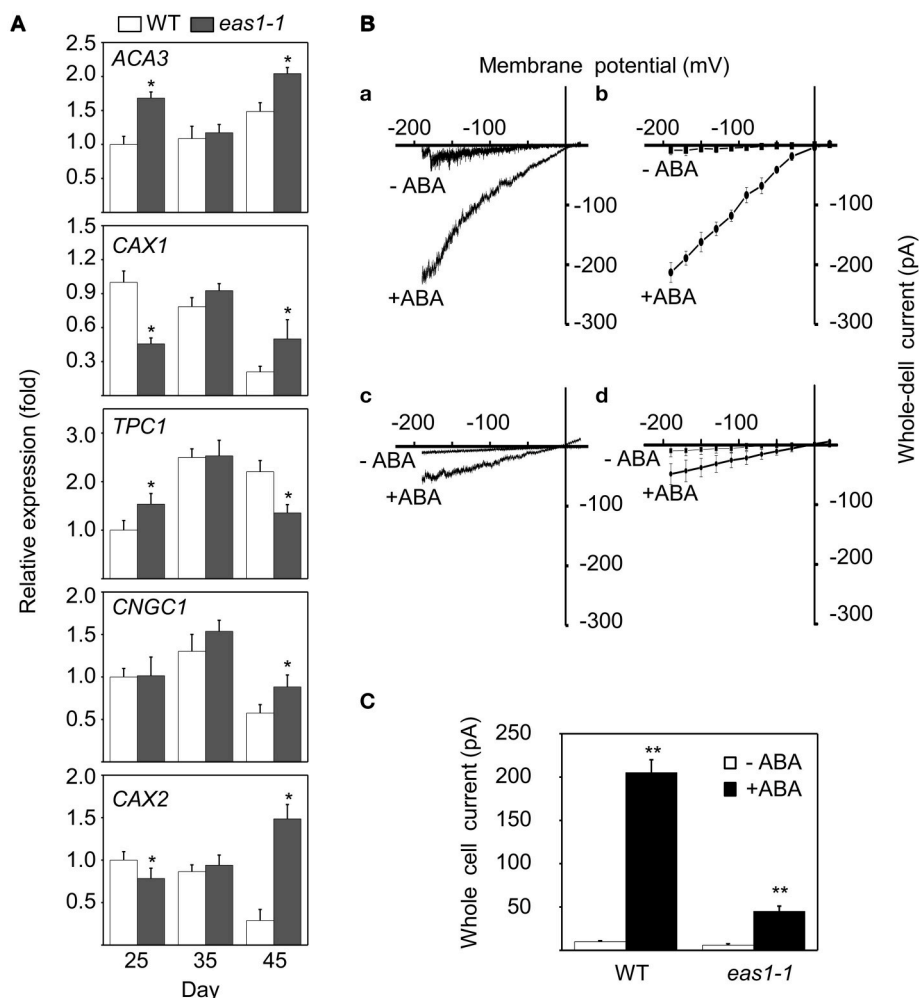 A
WT eas1-1
Relative expression (fold)
ACA3
2.5
2.0
1.5
1.0
0.5
*
*
CAX1
1.5
1.2
0.9
0.6
0.3
*
*
TPC1
3.0
2.0
1.0
*
*
CNGC1
2.0
1.5
1.0
0.5
*
CAX2
2.0
1.5
1.0
0.5
*
*
25 35 45
Day
B
Membrane potential (mV)
Whole-dell current (pA)
a
-200 -100
- ABA
+ABA
-100
-200
-300
b
-200 -100
- ABA
+ABA
-100
-200
-300
c
-200 -100
- ABA
+ABA
-100
-200
-300
d
-200 -100
- ABA
+ABA
-100
-200
-300
C
Whole cell current (pA)
250
200
150
100
50
**
**
- ABA
+ABA
WT eas1-1